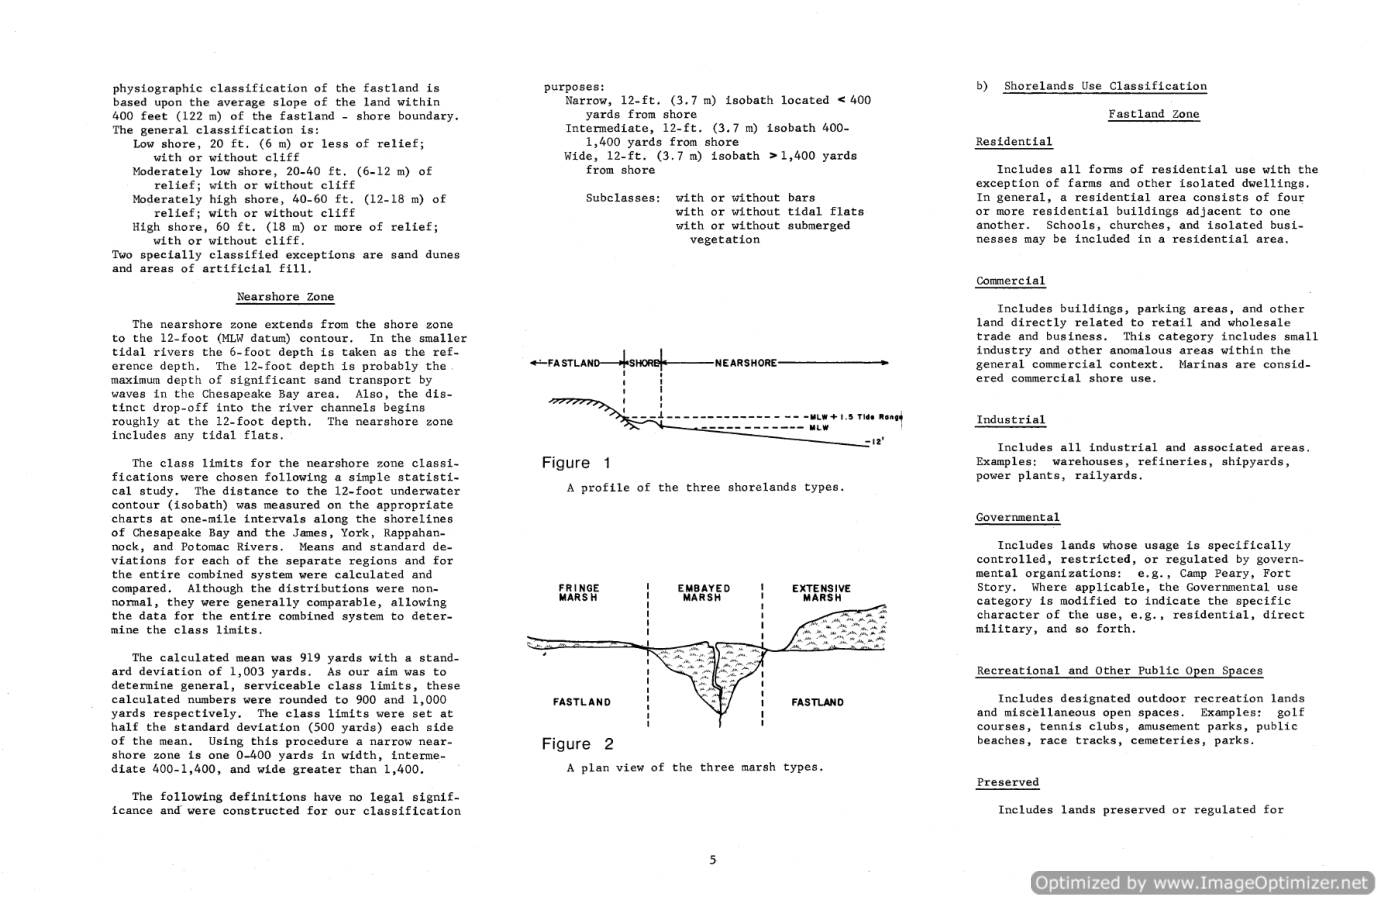 physiographic classification of the fastland is
based upon the average slope of the land within
400 feet (122 m) of the fastland - shore boundary.
The general classification is:
Low shore, 20 ft. (6 m) or less of relief;
with or without cliff
Moderately low shore, 20-40 ft. (6-12 m) of
relief; with or without cliff
Moderately high shore, 40-60 ft. (12-18 m) of
relief; with or without cliff
High shore, 60 ft. (18 m) or more of relief;
with or without cliff.
Two specially classified exceptions are sand dunes
and areas of artificial fill.
Nearshore Zone
The nearshore zone extends from the shore zone
to the 12-foot (MLW datum) contour. In the smaller
tidal rivers the 6-foot depth is taken as the ref-
erence depth. The 12-foot depth is probably the
maximum depth of significant sand transport by
waves in the Chesapeake Bay area. Also, the dis-
tinct drop-off into the river channels begins
roughly at the 12-foot depth. The nearshore zone
includes any tidal flats.
The class limits for the nearshore zone classi-
fications were chosen following a simple statisti-
cal study. The distance to the 12-foot underwater
contour (isobath) was measured on the appropriate
charts at one-mile intervals along the shorelines
of Chesapeake Bay and the James, York, Rappahan-
nock, and Potomac Rivers. Means and standard de-
viations for each of the separate regions and for
the entire combined system were calculated and
compared. Although the distributions were non-
normal, they were generally comparable, allowing
the data for the entire combined system to deter-
mine the class limits.
The calculated mean was 919 yards with a stand-
ard deviation of 1,003 yards. As our aim was to
determine general, serviceable class limits, these
calculated numbers were rounded to 900 and 1,000
yards respectively. The class limits were set at
half the standard deviation (500 yards) each side
of the mean. Using this procedure a narrow near-
shore zone is one 0-400 yards in width, interme-
diate 400-1,400, and wide greater than 1,400.
The following definitions have no legal signif-
icance and were constructed for our classification
purposes:
Narrow, 12-ft. (3.7 m) isobath located < 400
yards from shore
Intermediate, 12-ft. (3.7 m) isobath 400-
1,400 yards from shore
Wide, 12-ft. (3.7 m) isobath > 1,400 yards
from shore
Subclasses: with or without bars
with or without tidal flats
with or without submerged
vegetation
FASTLAND SHORE NEARSHORE
MLW + 1.5 Tide Range
MLW
-12'
Figure 1
A profile of the three shorelands types.
FRINGE MARSH
EMBAYED MARSH
EXTENSIVE MARSH
FASTLAND
FASTLAND
Figure 2
A plan view of the three marsh types.
b) Shorelands Use Classification
Fastland Zone
Residential
Includes all forms of residential use with the
exception of farms and other isolated dwellings.
In general, a residential area consists of four
or more residential buildings adjacent to one
another. Schools, churches, and isolated busi-
nesses may be included in a residential area.
Commercial
Includes buildings, parking areas, and other
land directly related to retail and wholesale
trade and business. This category includes small
industry and other anomalous areas within the
general commercial context. Marinas are consid-
ered commercial shore use.
Industrial
Includes all industrial and associated areas.
Examples: warehouses, refineries, shipyards,
power plants, railyards.
Governmental
Includes lands whose usage is specifically
controlled, restricted, or regulated by govern-
mental organizations: e.g., Camp Peary, Fort
Story. Where applicable, the Governmental use
category is modified to indicate the specific
character of the use, e.g., residential, direct
military, and so forth.
Recreational and Other Public Open Spaces
Includes designated outdoor recreation lands
and miscellaneous open spaces. Examples: golf
courses, tennis clubs, amusement parks, public
beaches, race tracks, cemeteries, parks.
Preserved
Includes lands preserved or regulated for
5
Optimized by www.ImageOptimizer.net